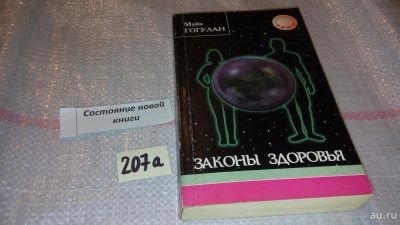 Майя
ГОГУЛАН
ЗАКОНЫ ЗДОРОВЬЯ
Состояние новой
книги
207а
au.ru